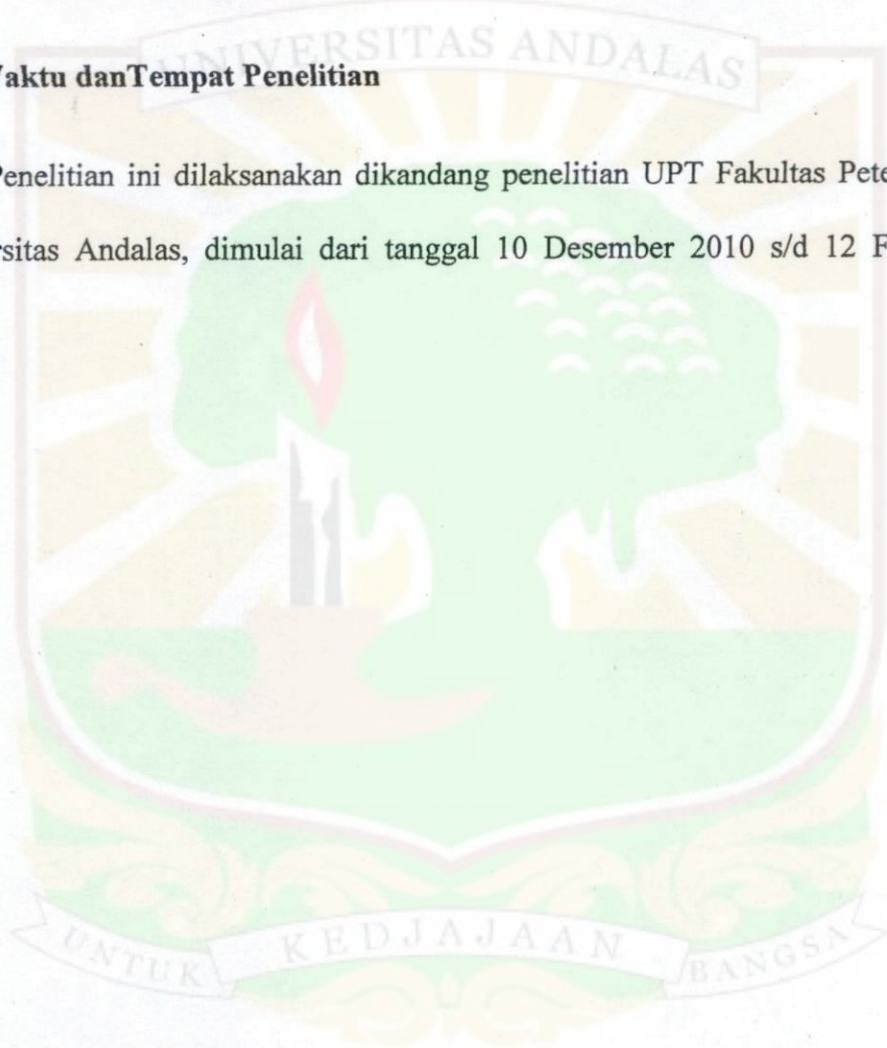 UNIVERSITAS ANDALAS
aktu danTempat Penelitian
enelitian ini dilaksanakan dikandang penelitian UPT Fakultas Pete
rsitas Andalas, dimulai dari tanggal 10 Desember 2010 s/d 12 F
UNTUK KEDJAJAAN BANGSA